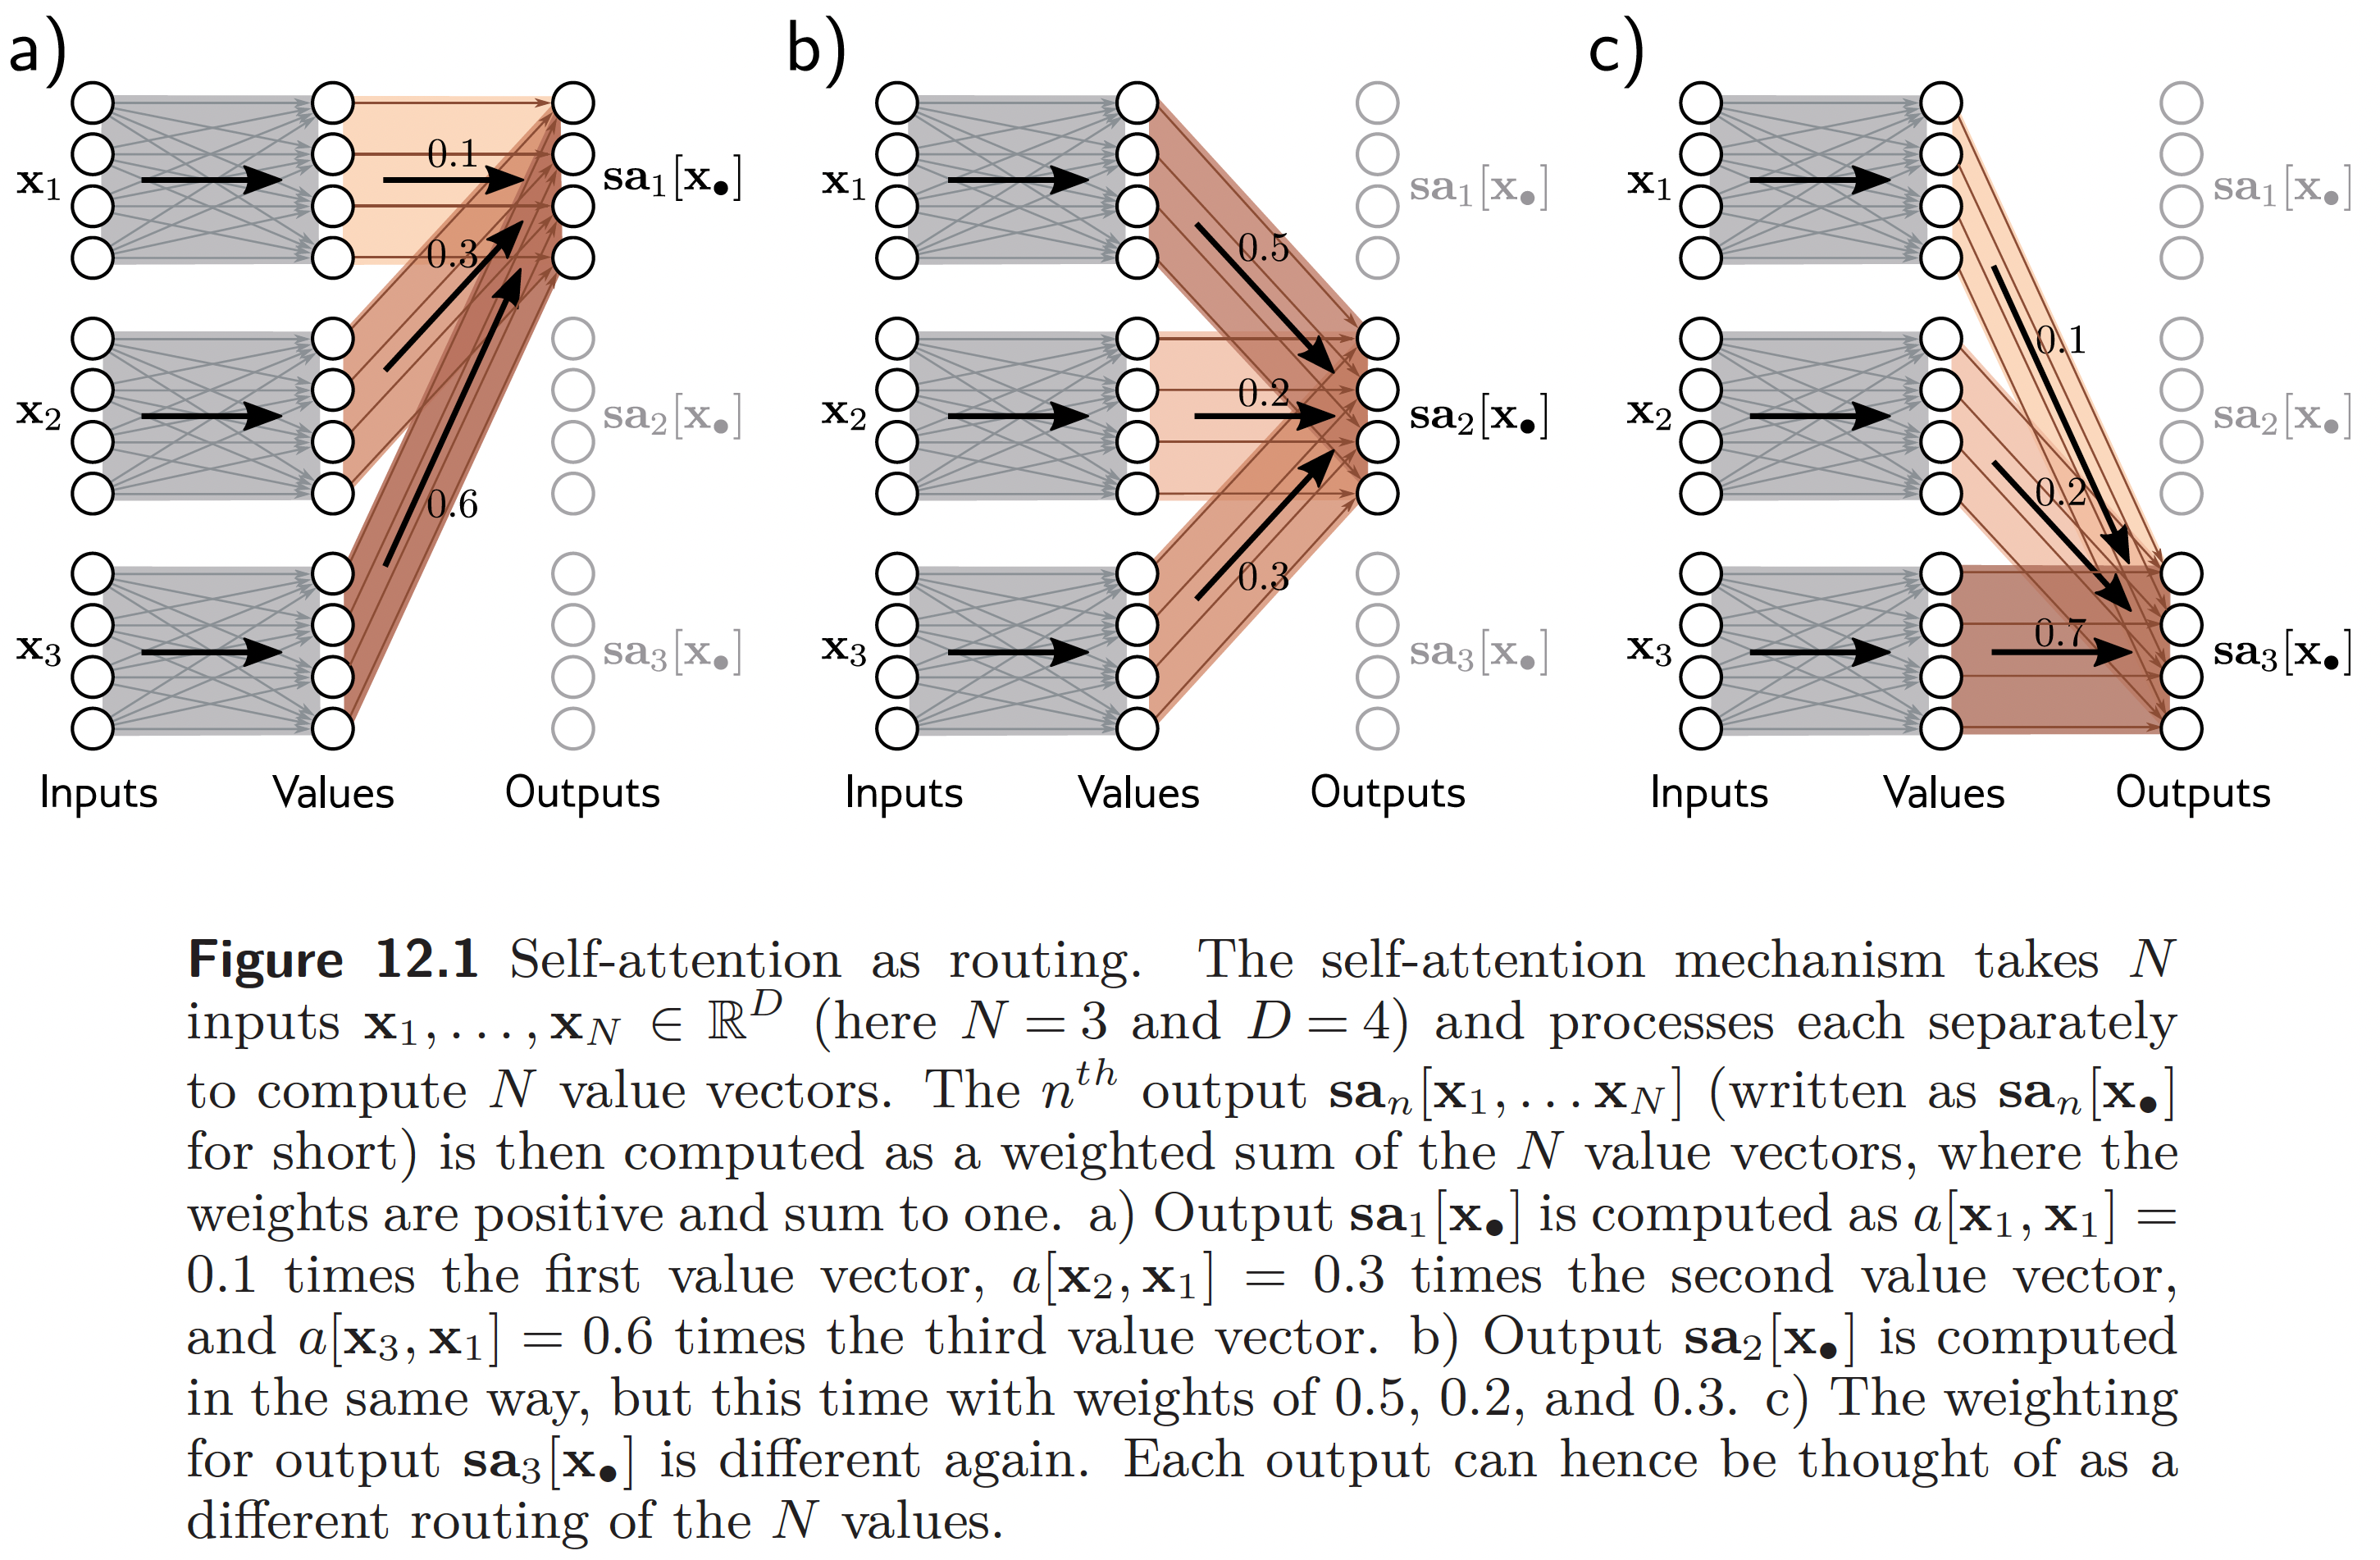 a) b) c)
x1 0.1 sa1[x•] x1 0.5 sa1[x•] x1 0.1 sa1[x•]
0.3
x2 sa2[x•] x2 0.2 sa2[x•] x2 0.2 sa2[x•]
0.6
x3 sa3[x•] x3 0.3 sa3[x•] x3 0.7 sa3[x•]
Inputs Values Outputs Inputs Values Outputs Inputs Values Outputs
Figure 12.1 Self-attention as routing. The self-attention mechanism takes N
inputs x1, . . . , xN ∈ ℝ^D (here N = 3 and D = 4) and processes each separately
to compute N value vectors. The n^th output san[x1, . . . xN] (written as san[x•]
for short) is then computed as a weighted sum of the N value vectors, where the
weights are positive and sum to one. a) Output sa1[x•] is computed as a[x1, x1] =
0.1 times the first value vector, a[x2, x1] = 0.3 times the second value vector,
and a[x3, x1] = 0.6 times the third value vector. b) Output sa2[x•] is computed
in the same way, but this time with weights of 0.5, 0.2, and 0.3. c) The weighting
for output sa3[x•] is different again. Each output can hence be thought of as a
different routing of the N values.